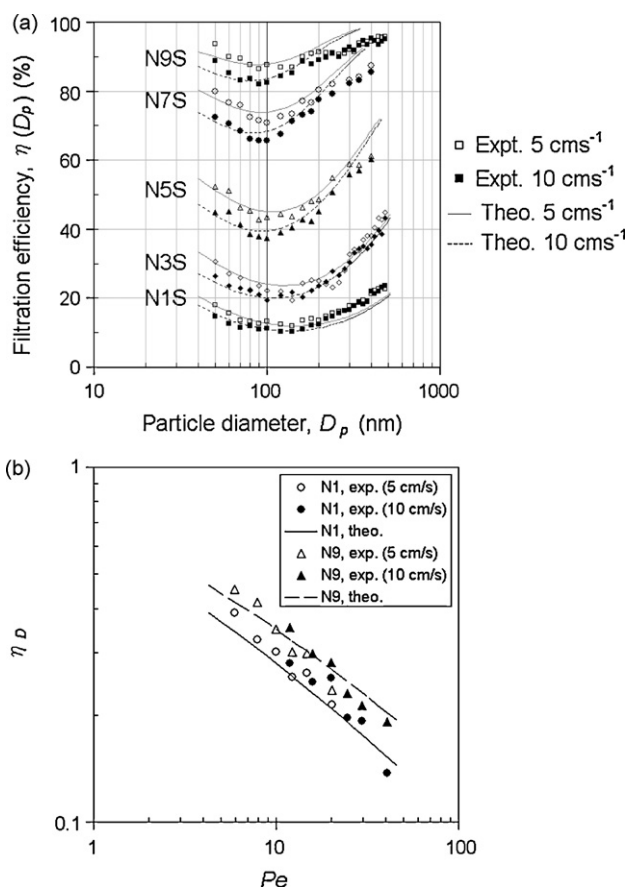 (a)
Filtration efficiency, η (Dp) (%)
100
80
60
40
20
0
N9S
N7S
N5S
N3S
N1S
10
100
1000
Particle diameter, Dp (nm)
Expt. 5 cms-1
Expt. 10 cms-1
Theo. 5 cms-1
Theo. 10 cms-1
(b)
1
0.1
ηD
N1, exp. (5 cm/s)
N1, exp. (10 cm/s)
N1, theo.
N9, exp. (5 cm/s)
N9, exp. (10 cm/s)
N9, theo.
1
10
100
Pe